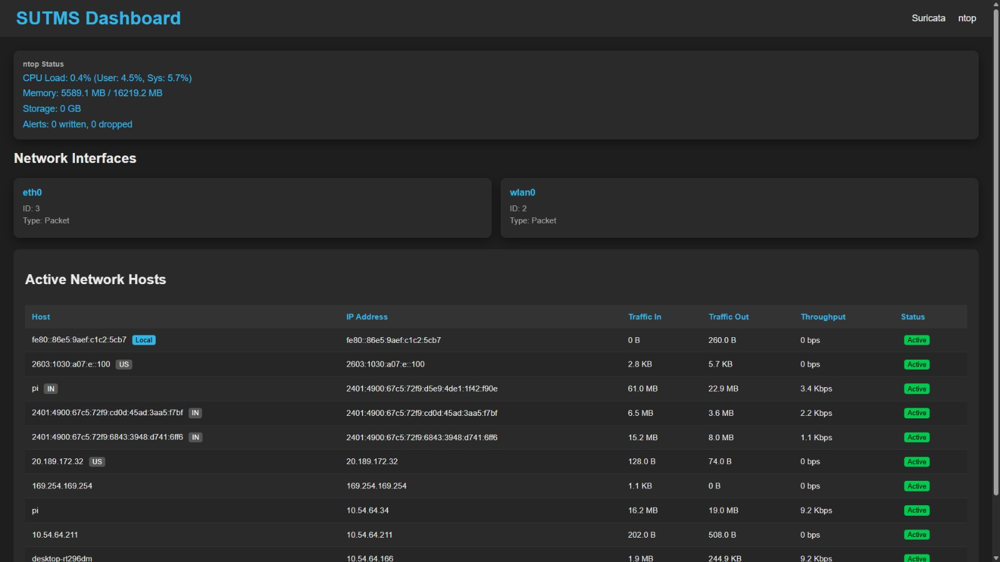 SUTMS Dashboard
Suricata ntop
ntop Status
CPU Load: 0.4% (User: 4.5%, Sys: 5.7%)
Memory: 5589.1 MB / 16219.2 MB
Storage: 0 GB
Alerts: 0 written, 0 dropped
Network Interfaces
eth0
ID: 3
Type: Packet
wlan0
ID: 2
Type: Packet
Active Network Hosts
Host IP Address Traffic In Traffic Out Throughput Status
fe80::86e5:9aef:c1c2:5cb7 Local fe80::86e5:9aef:c1c2:5cb7 0 B 260.0 B 0 bps Active
2603:1030:a07:e::100 US 2603:1030:a07:e::100 2.8 KB 5.7 KB 0 bps Active
pi IN 2401:4900:67c5:72f9:d5e9:4de1:1f42:f90e 61.0 MB 22.9 MB 3.4 Kbps Active
2401:4900:67c5:72f9:cd0d:45ad:3aa5:f7bf IN 2401:4900:67c5:72f9:cd0d:45ad:3aa5:f7bf 6.5 MB 3.6 MB 2.2 Kbps Active
2401:4900:67c5:72f9:6843:3948:d741:6ff6 IN 2401:4900:67c5:72f9:6843:3948:d741:6ff6 15.2 MB 8.0 MB 1.1 Kbps Active
20.189.172.32 US 20.189.172.32 128.0 B 74.0 B 0 bps Active
169.254.169.254 169.254.169.254 1.1 KB 0 B 0 bps Active
pi 10.54.64.34 16.2 MB 19.0 MB 9.2 Kbps Active
10.54.64.211 10.54.64.211 202.0 B 508.0 B 0 bps Active
desktop-rt296dm 10.54.64.166 1.9 MB 244.9 KB 9.2 Kbps Active